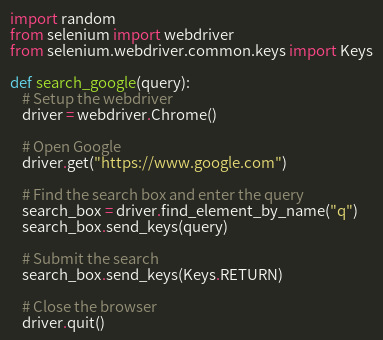 import random
from selenium import webdriver
from selenium.webdriver.common.keys import Keys

def search_google(query):
    # Setup the webdriver
    driver = webdriver.Chrome()

    # Open Google
    driver.get("https://www.google.com")

    # Find the search box and enter the query
    search_box = driver.find_element_by_name("q")
    search_box.send_keys(query)

    # Submit the search
    search_box.send_keys(Keys.RETURN)

    # Close the browser
    driver.quit()